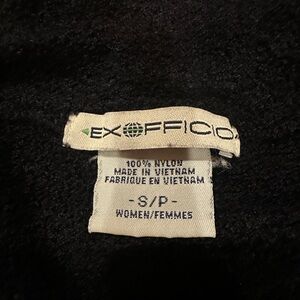 EXOFFICIO
100% NYLON
MADE IN VIETNAM
FABRIQUE EN VIETNAM
- S/P -
WOMEN/FEMMES